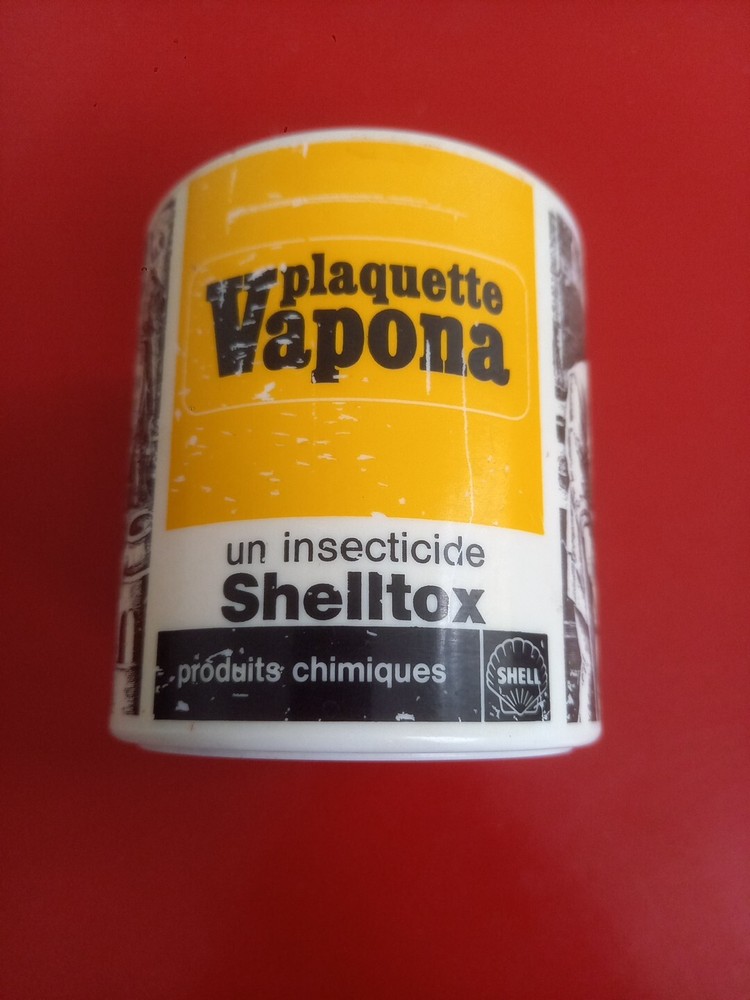 plaquette
Vapona
un insecticide
Shelltox
produits chimiques
SHELL